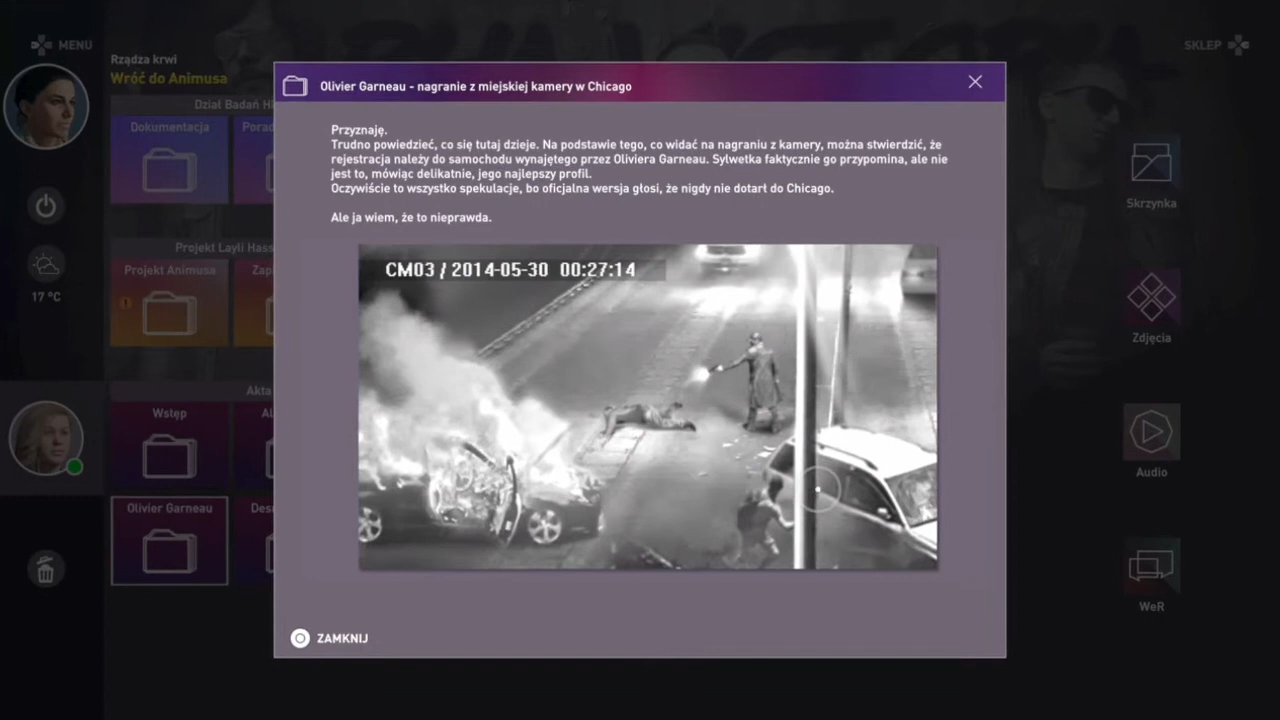 MENU
SKLEP
Rządza krwi
Wróć do Animusa
Dział Badań Hi
Dokumentacja
Porad
Olivier Garneau - nagranie z miejskiej kamery w Chicago
Przyznaję.
Trudno powiedzieć, co się tutaj dzieje. Na podstawie tego, co widać na nagraniu z kamery, można stwierdzić, że
rejestracja należy do samochodu wynajętego przez Oliviera Garneau. Sylwetka faktycznie go przypomina, ale nie
jest to, mówiąc delikatnie, jego najlepszy profil.
Oczywiście to wszystko spekulacje, bo oficjalna wersja głosi, że nigdy nie dotarł do Chicago.
Ale ja wiem, że to nieprawda.
CM03 / 2014-05-30 00:27:14
Projekt Layli Hass
Projekt Animusa
Zap
17 °C
Akta
Wstęp
Al
Olivier Garneau
Des
Skrzynka
Zdjęcia
Audio
WeR
ZAMKNIJ